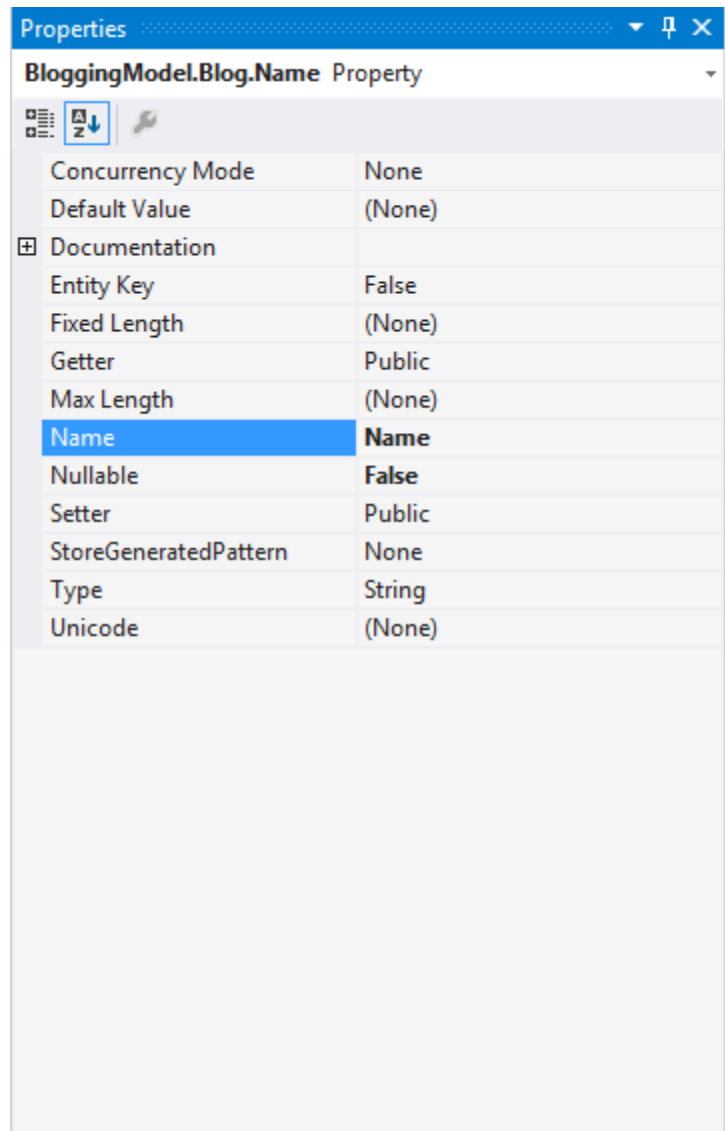 Properties
BloggingModel.Blog.Name Property
Concurrency Mode None
Default Value (None)
Documentation
Entity Key False
Fixed Length (None)
Getter Public
Max Length (None)
Name Name
Nullable False
Setter Public
StoreGeneratedPattern None
Type String
Unicode (None)